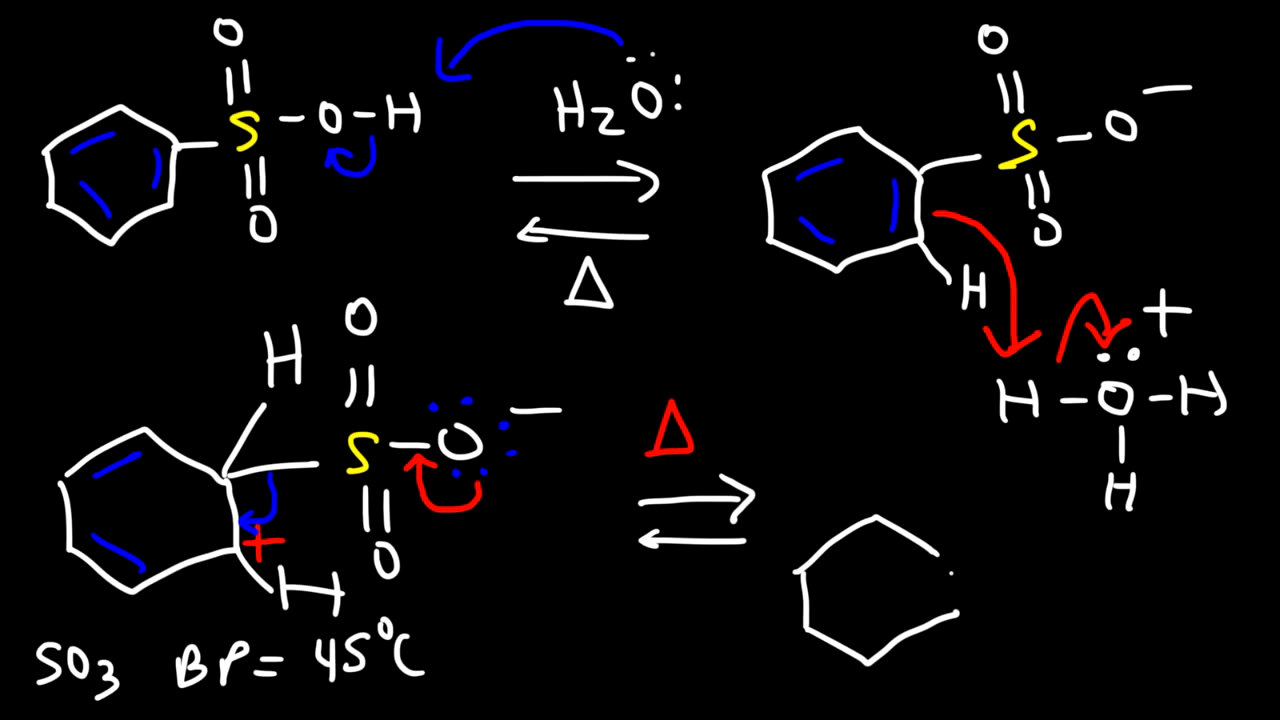 O
S - O - H
O
H₂O:
Δ
O
S - O⁻
O
H
+
H - O - H
H
H
O
S - O⁻
O
+
H
Δ
SO₃ BP = 45°C